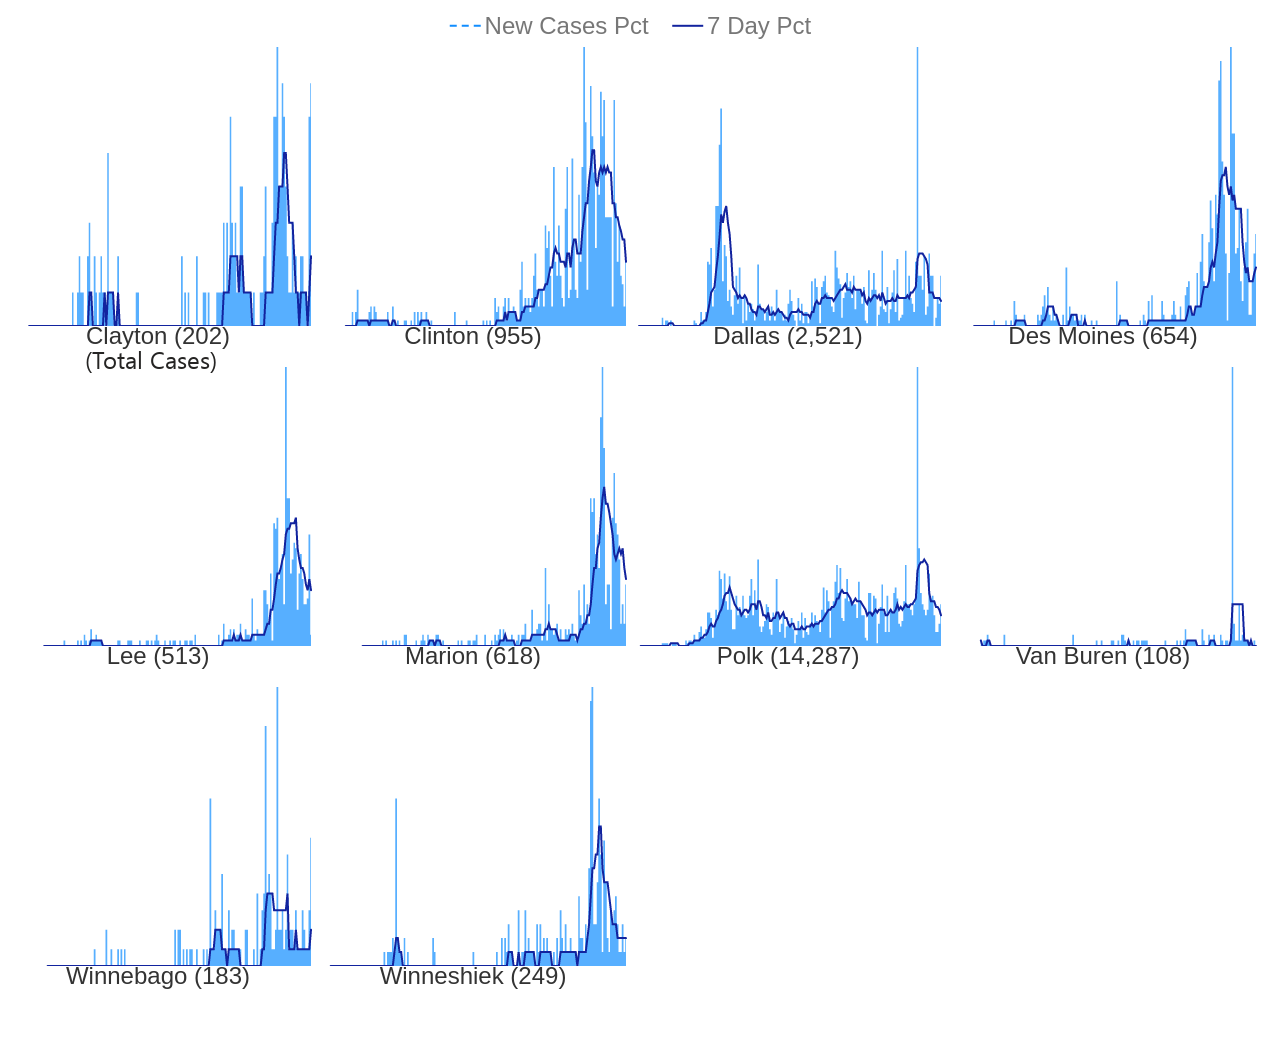 New Cases Pct 7 Day Pct
Clayton (202) Clinton (955) Dallas (2,521) Des Moines (654)
(Total Cases)
Lee (513) Marion (618) Polk (14,287) Van Buren (108)
Winnebago (183) Winneshiek (249)